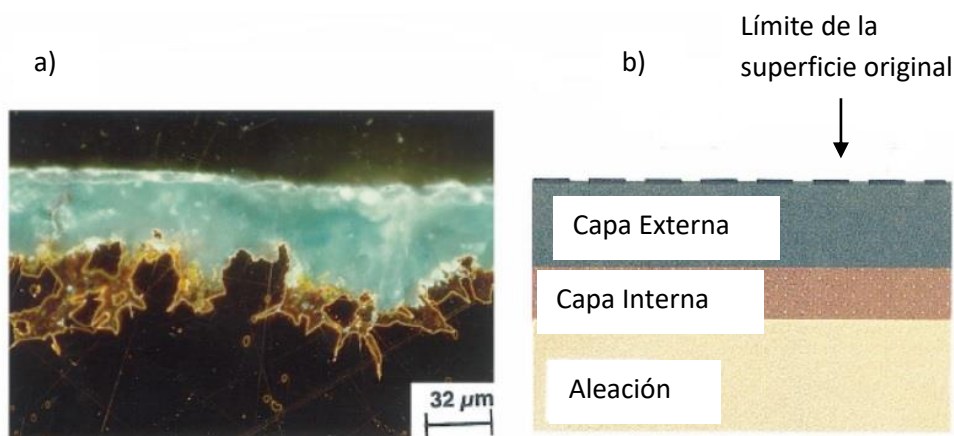 a)
b)
Límite de la
superficie original
Capa Externa
Capa Interna
Aleación
32 µm